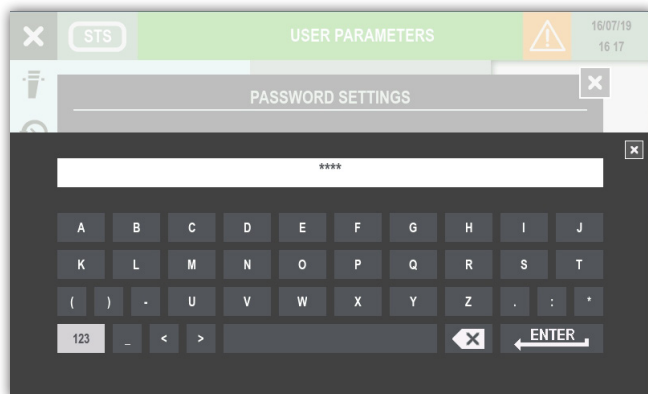 STS USER PARAMETERS 16/07/19
16 17
PASSWORD SETTINGS
****
A B C D E F G H I J
K L M N O P Q R S T
( ) - U V W X Y Z . : *
123 _ < > ENTER